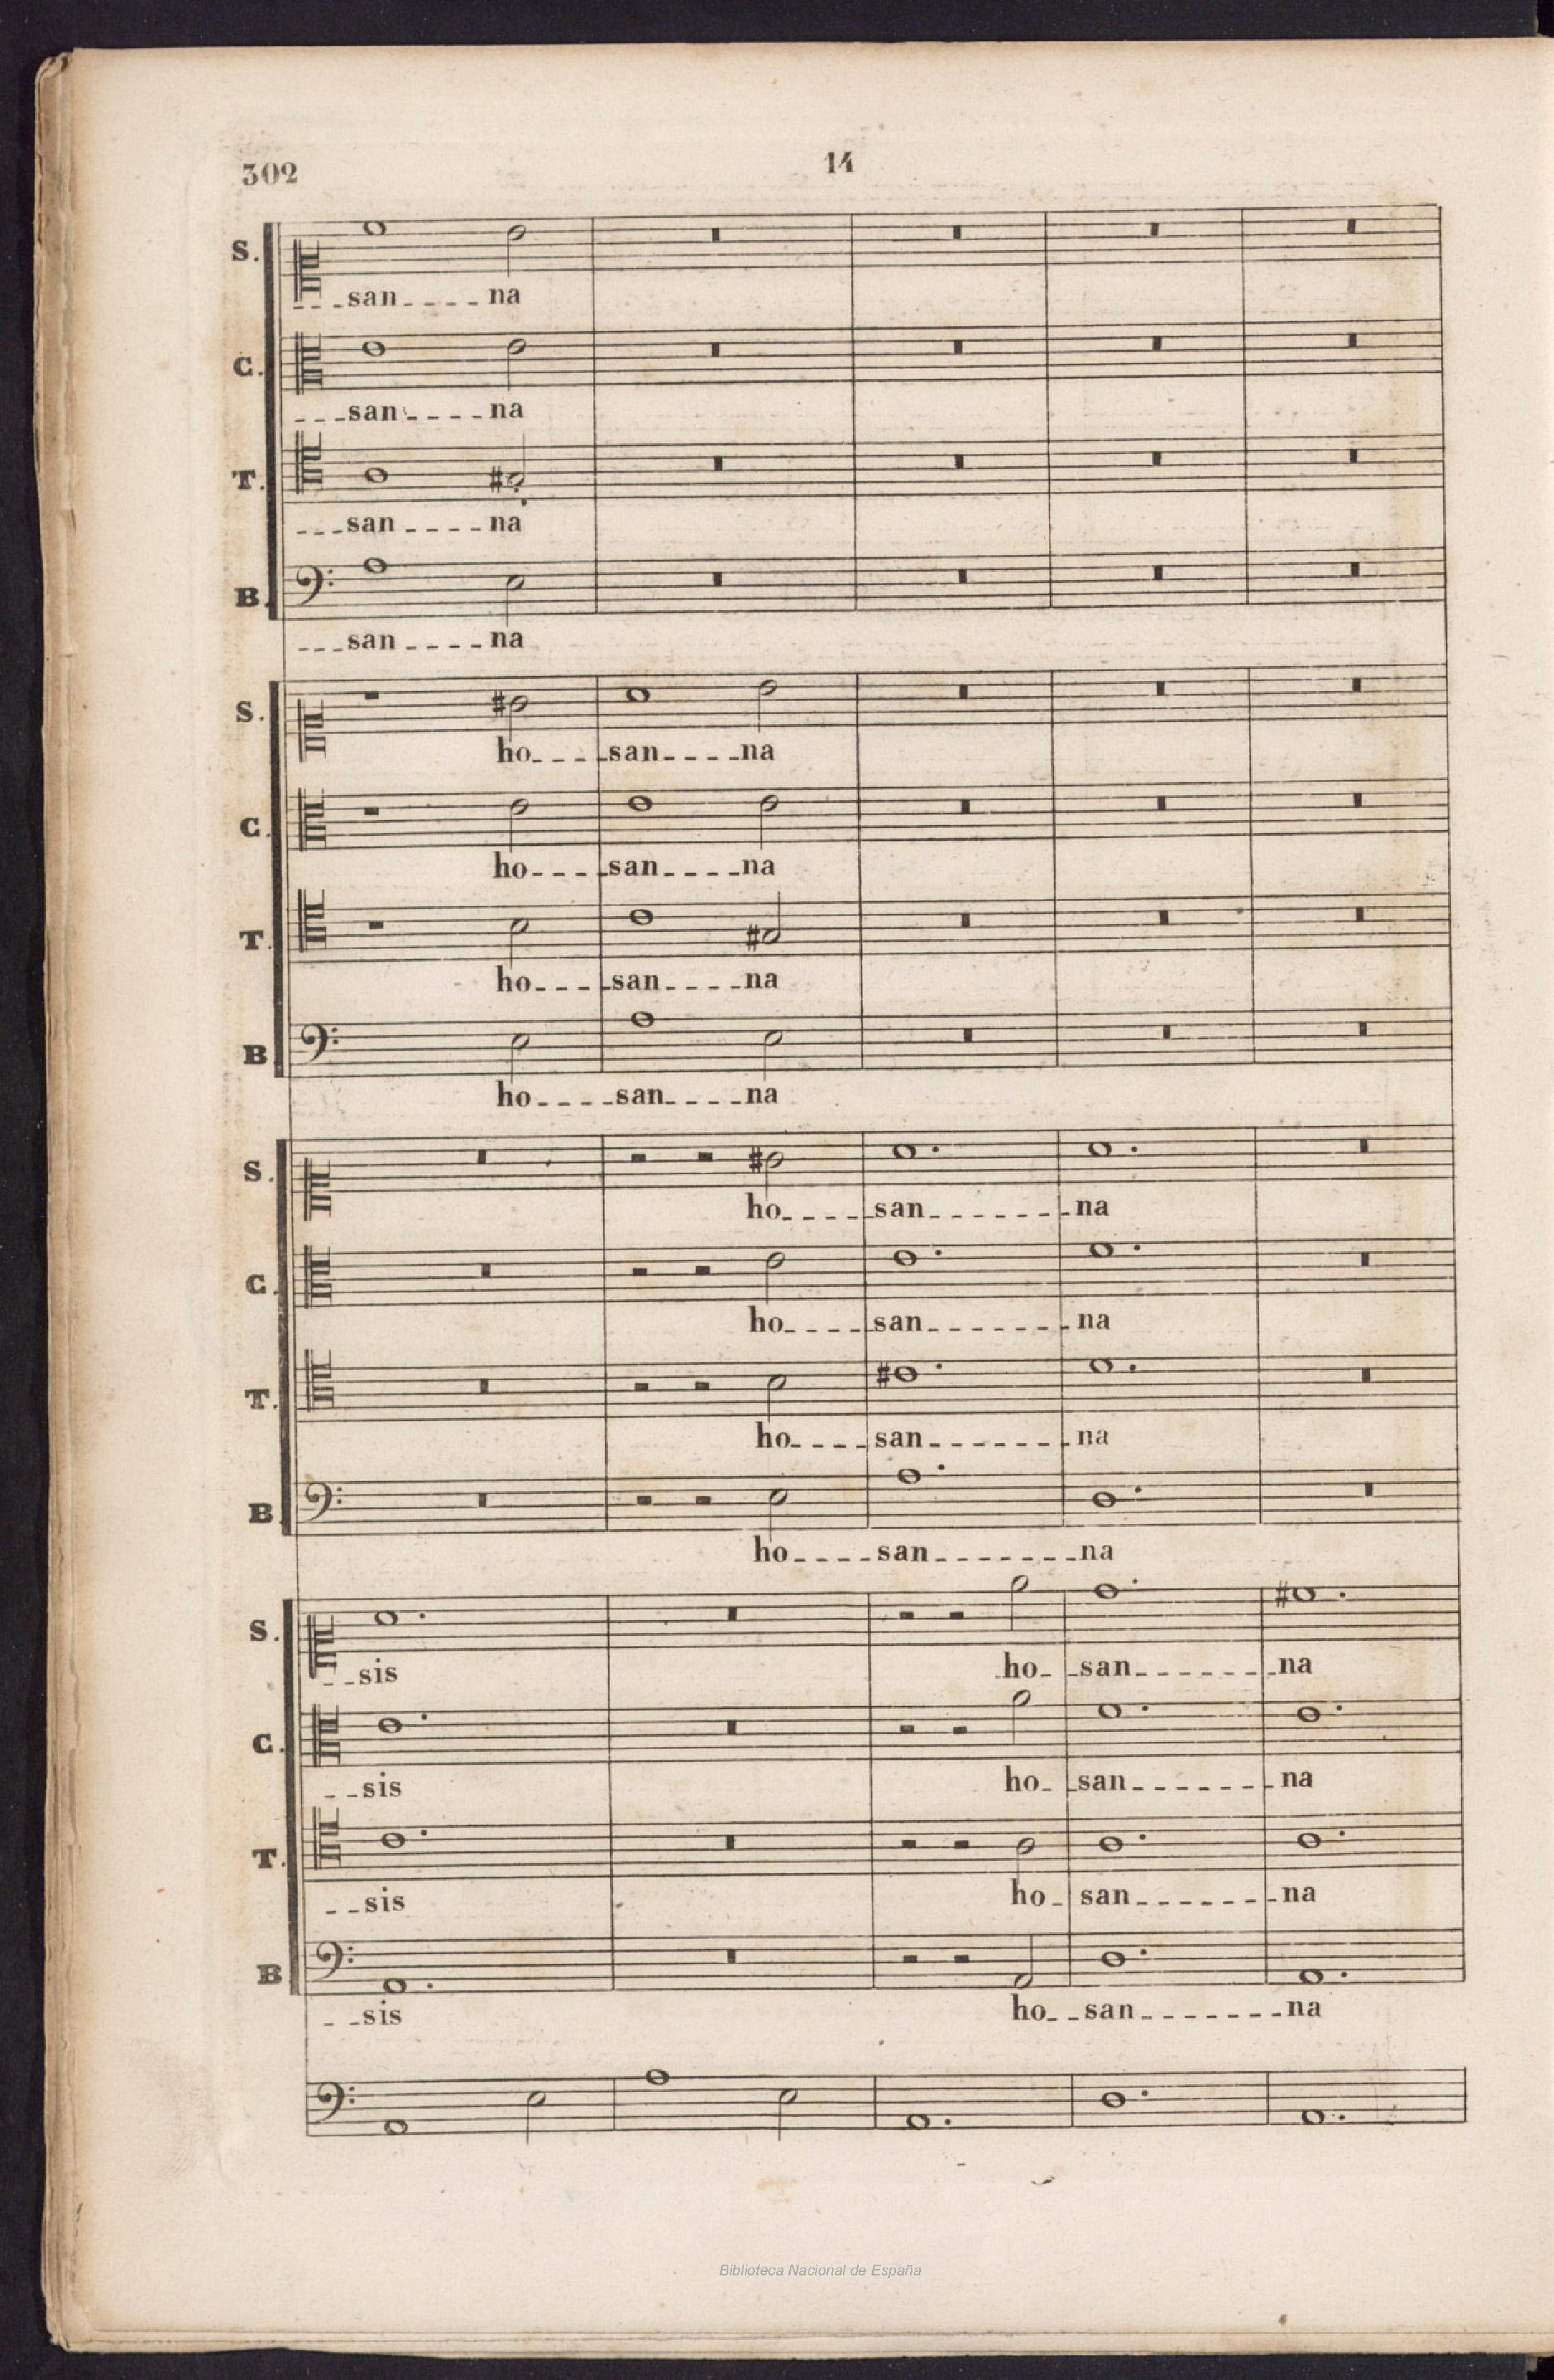 302
14
S.
---san----na
C.
---san----na
T.
---san----na
B.
---san----na
S.
ho----san----na
C.
ho----san----na
T.
ho----san----na
B
ho----san----na
S.
ho----san-------na
C.
ho----san-------na
T.
ho----san-------na
B.
ho----san-------na
S.
--sis ho--san------na
C.
--sis ho--san------na
T.
--sis ho-san------na
B
--sis ho--san-------na
Biblioteca Nacional de España